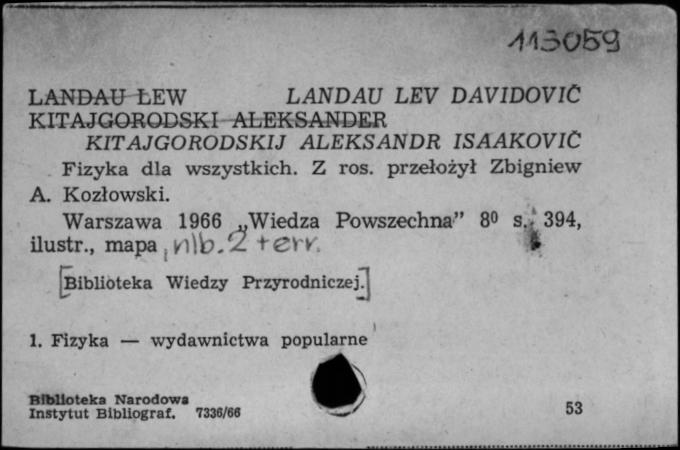 113059
LANDAU LEW LANDAU LEV DAVIDOVIČ
KITAJGORODSKI ALEKSANDER
KITAJGORODSKIJ ALEKSANDR ISAAKOVIČ
Fizyka dla wszystkich. Z ros. przełożył Zbigniew
A. Kozłowski.
Warszawa 1966 „Wiedza Powszechna” 8⁰ s. 394,
ilustr., mapa, nlb. 2 + err.
[Biblioteka Wiedzy Przyrodniczej.]
1. Fizyka — wydawnictwa popularne
Biblioteka Narodowa
Instytut Bibliograf. 7336/66 53